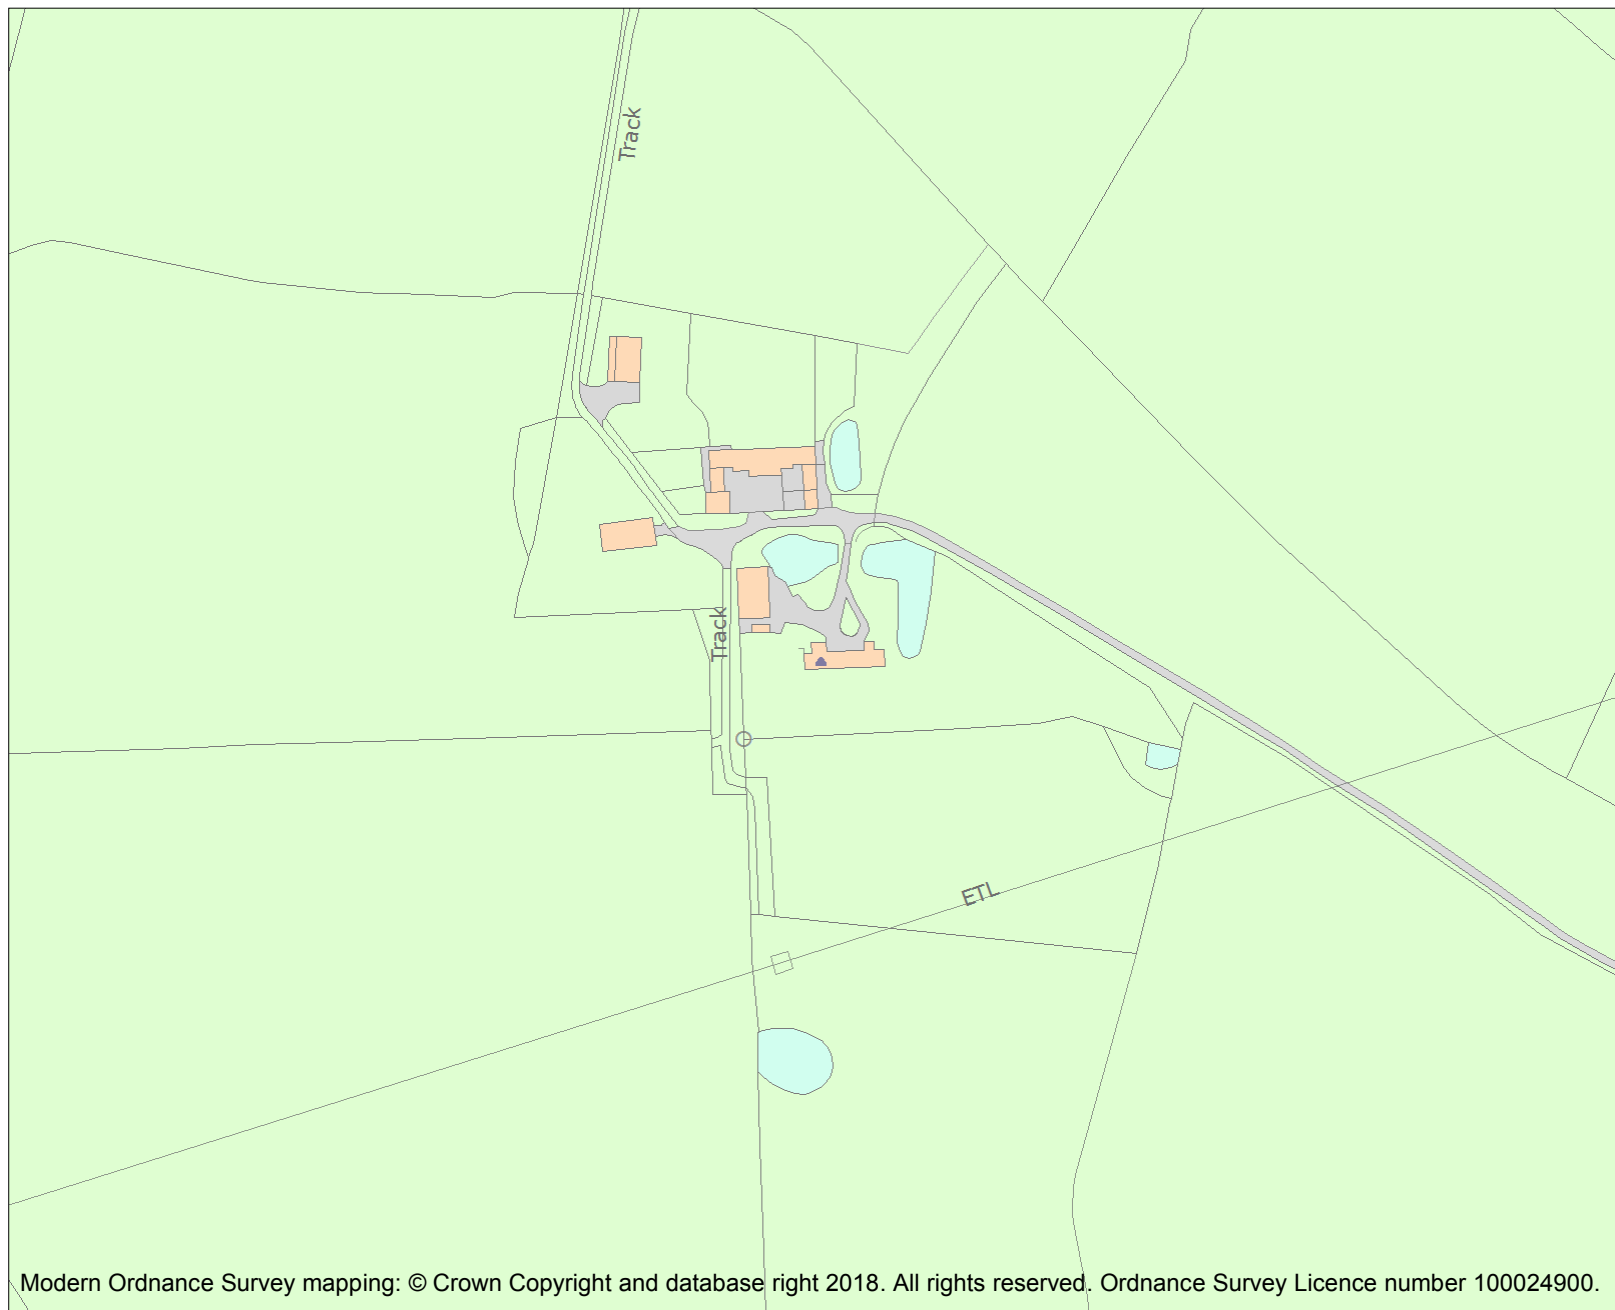 Track
Track
ETL
Modern Ordnance Survey mapping: © Crown Copyright and database right 2018. All rights reserved. Ordnance Survey Licence number 100024900.